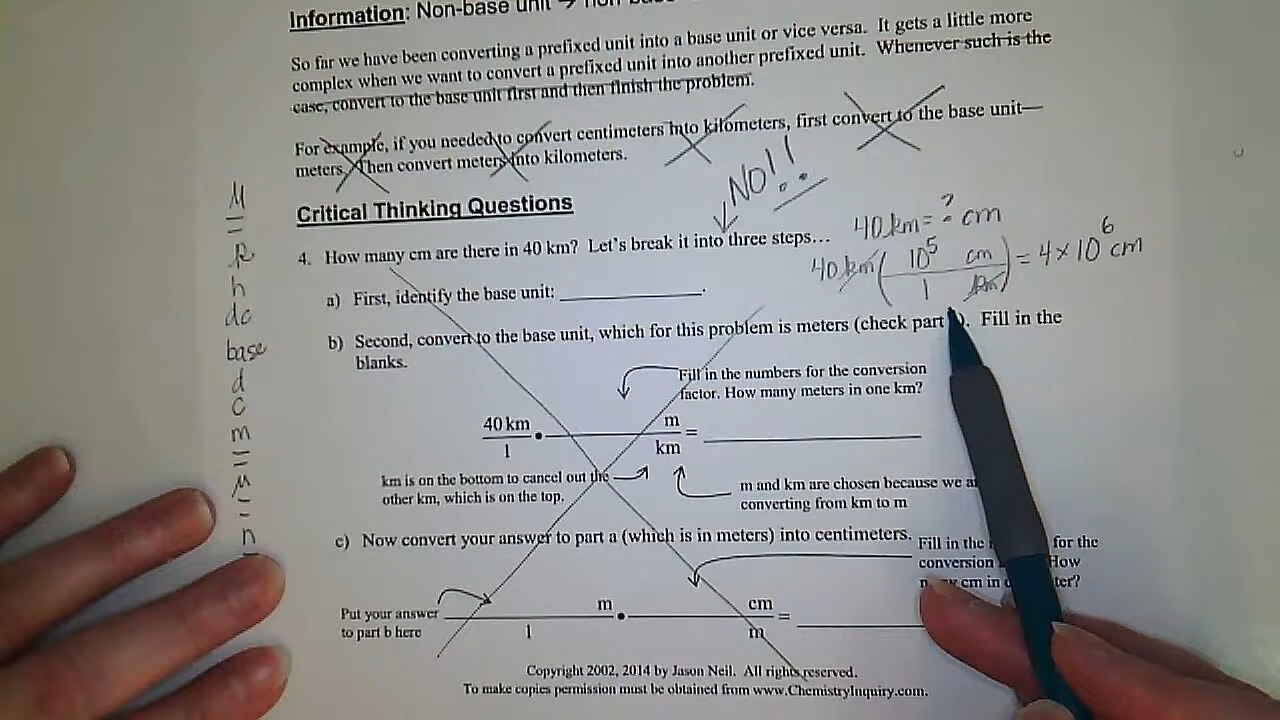 Information: Non-base unit → non
So far we have been converting a prefixed unit into a base unit or vice versa. It gets a little more
complex when we want to convert a prefixed unit into another prefixed unit. Whenever such is the
case, convert to the base unit first and then finish the problem.
For example, if you needed to convert centimeters into kilometers, first convert to the base unit—
meters. Then convert meters into kilometers.
NO!!
Critical Thinking Questions
4. How many cm are there in 40 km? Let's break it into three steps…
40 km = ? cm
40 km ( 10^5 cm / 1 km ) = 4 x 10^6 cm
a) First, identify the base unit: ____________.
b) Second, convert to the base unit, which for this problem is meters (check part ). Fill in the
blanks.
Fill in the numbers for the conversion
factor. How many meters in one km?
40 km m
1 km =
km is on the bottom to cancel out the
other km, which is on the top.
m and km are chosen because we
converting from km to m
c) Now convert your answer to part a (which is in meters) into centimeters.
Fill in the for the
conversion How
cm in
Put your answer
to part b here
m cm
1 m =
Copyright 2002, 2014 by Jason Neil. All rights reserved.
To make copies permission must be obtained from www.ChemistryInquiry.com.
M
k
h
da
base
d
c
m
μ
n